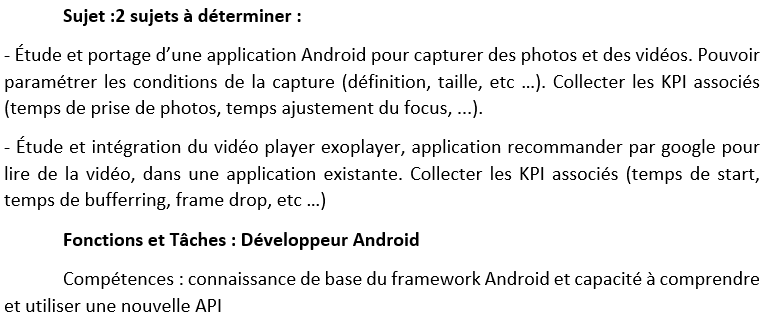 Sujet :2 sujets à déterminer :
- Étude et portage d’une application Android pour capturer des photos et des vidéos. Pouvoir
paramétrer les conditions de la capture (définition, taille, etc …). Collecter les KPI associés
(temps de prise de photos, temps ajustement du focus, ...).
- Étude et intégration du vidéo player exoplayer, application recommander par google pour
lire de la vidéo, dans une application existante. Collecter les KPI associés (temps de start,
temps de bufferring, frame drop, etc …)
Fonctions et Tâches : Développeur Android
Compétences : connaissance de base du framework Android et capacité à comprendre
et utiliser une nouvelle API